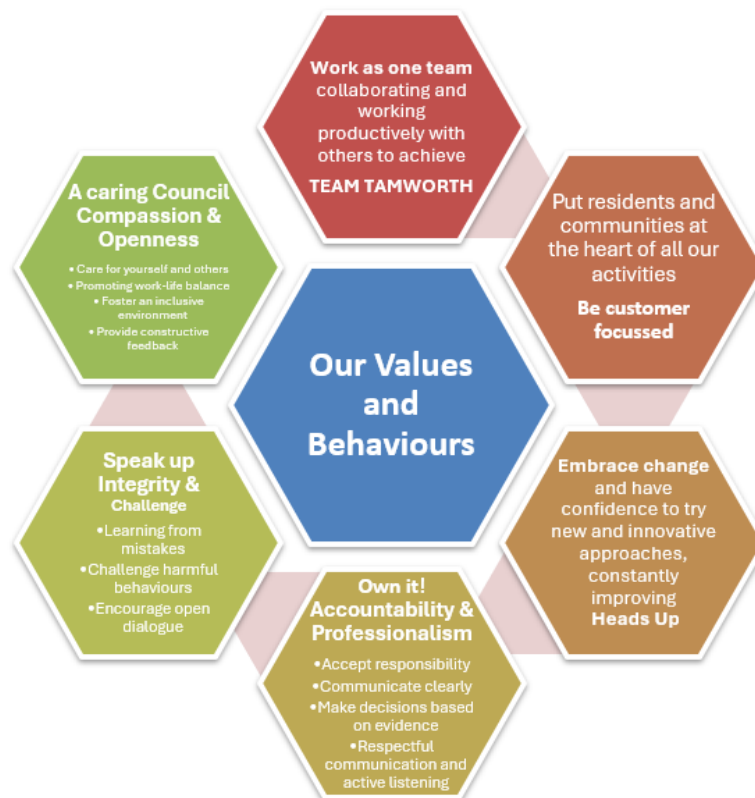 Work as one team
collaborating and
working
productively with
others to achieve
TEAM TAMWORTH
Put residents and
communities at
the heart of all our
activities
Be customer
focussed
Embrace change
and have
confidence to try
new and innovative
approaches,
constantly
improving
Heads Up
Own it!
Accountability &
Professionalism
•Accept responsibility
•Communicate clearly
•Make decisions based
on evidence
•Respectful
communication and
active listening
Speak up
Integrity &
Challenge
•Learning from
mistakes
•Challenge harmful
behaviours
•Encourage open
dialogue
A caring Council
Compassion &
Openness
• Care for yourself and others
• Promoting work-life balance
• Foster an inclusive
environment
• Provide constructive
feedback
Our Values
and
Behaviours